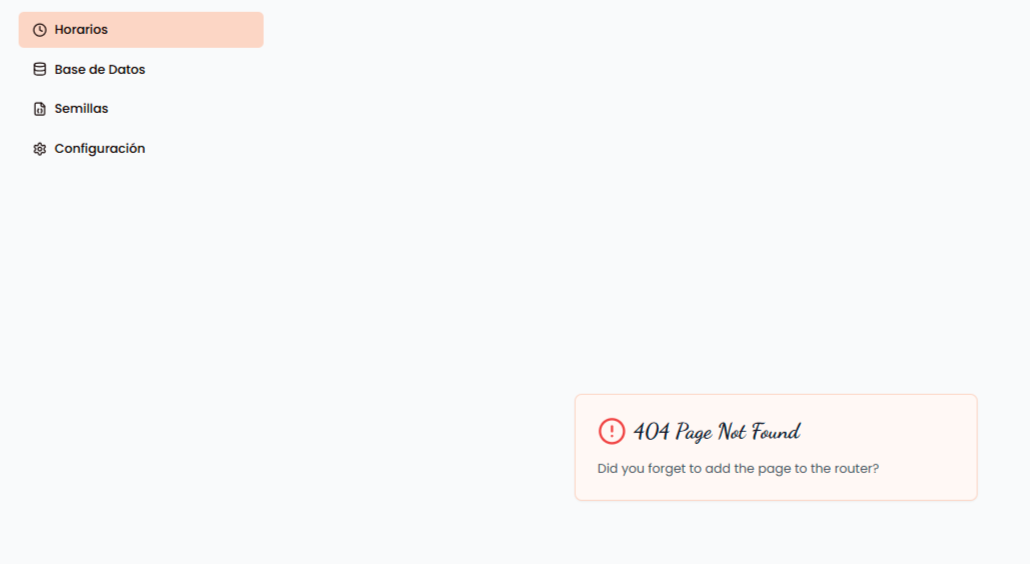 Horarios
Base de Datos
Semillas
Configuración
404 Page Not Found
Did you forget to add the page to the router?